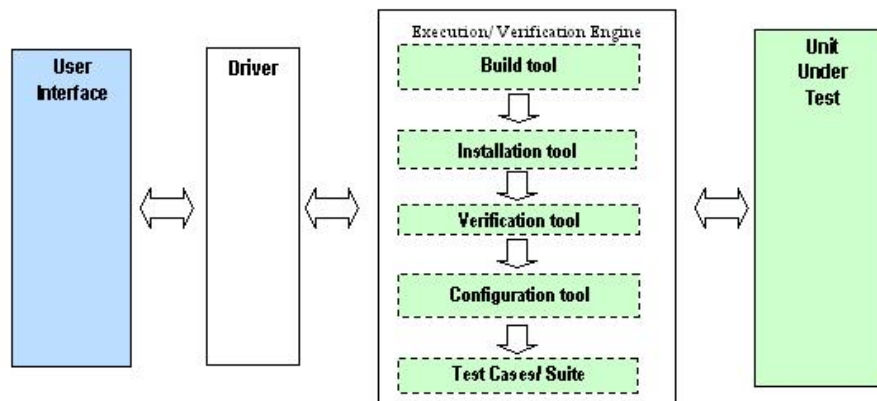 User
Interface
Driver
Execution/ Verification Engine
Build tool
Installation tool
Verification tool
Configuration tool
Test Cases/ Suite
Unit
Under
Test